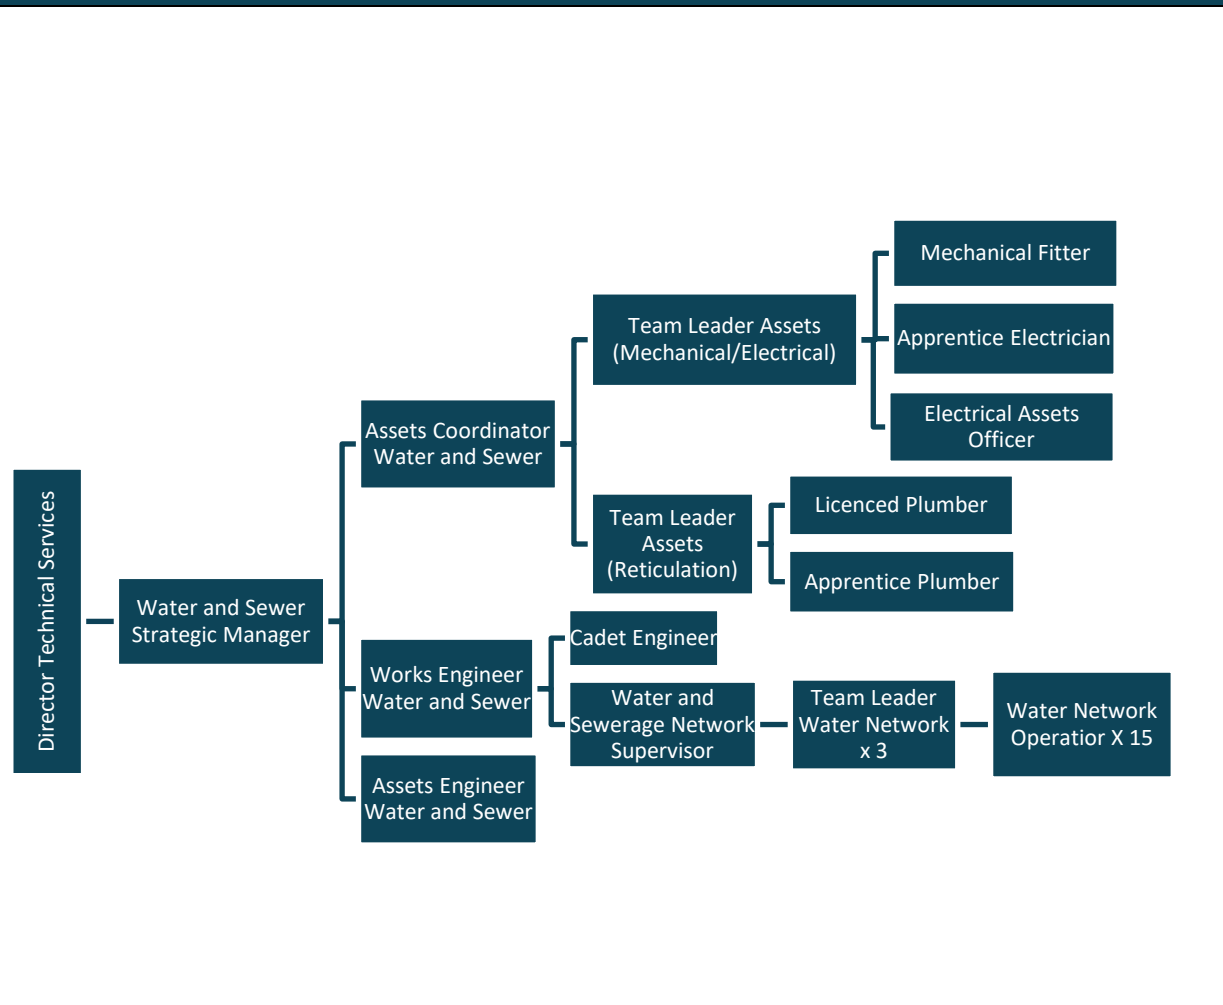 Director Technical Services
Water and Sewer
Strategic Manager
Assets Coordinator
Water and Sewer
Team Leader Assets
(Mechanical/Electrical)
Mechanical Fitter
Apprentice Electrician
Electrical Assets
Officer
Team Leader
Assets
(Reticulation)
Licenced Plumber
Apprentice Plumber
Works Engineer
Water and Sewer
Cadet Engineer
Water and
Sewerage Network
Supervisor
Team Leader
Water Network
x 3
Water Network
Operatior X 15
Assets Engineer
Water and Sewer